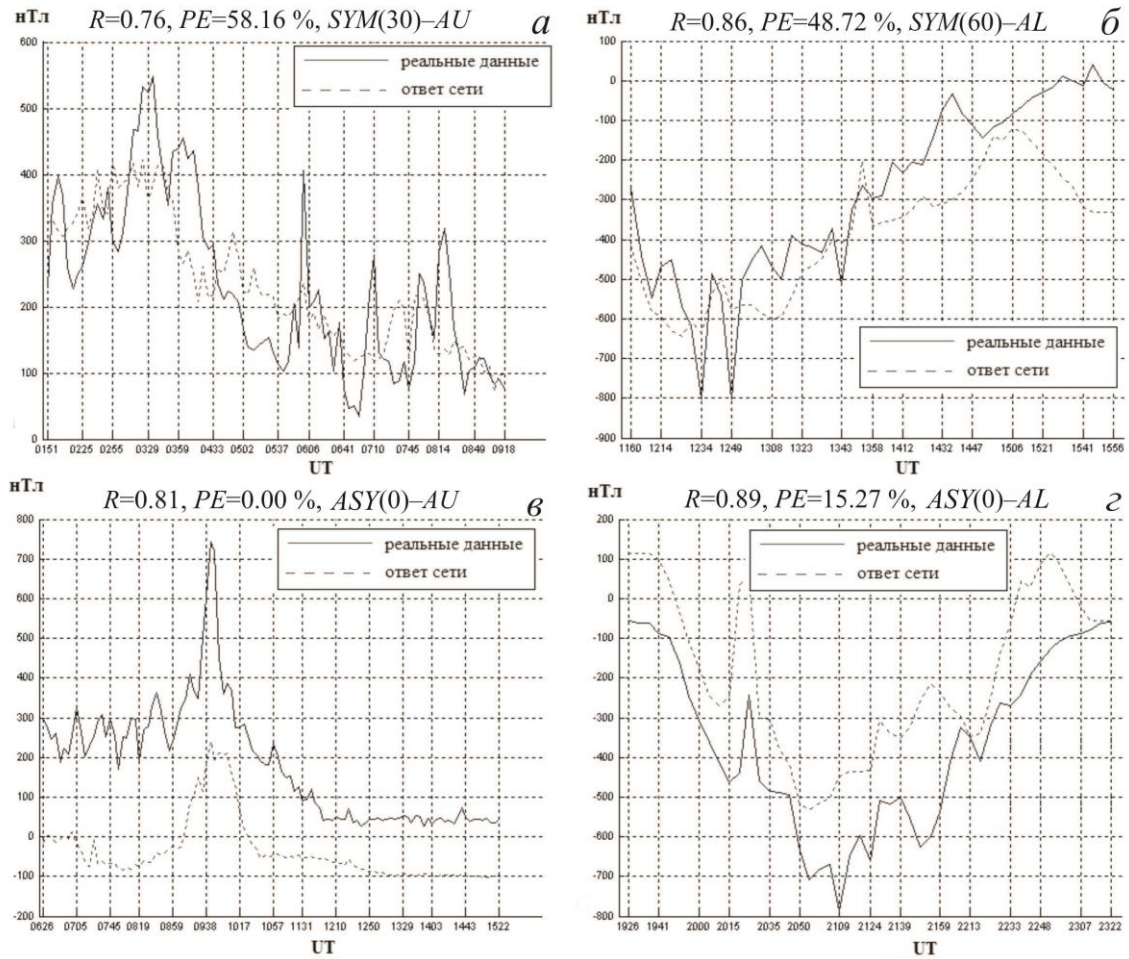 нТл R=0.76, PE=58.16 %, SYM(30)–AU а
600
500
400
300
200
100
0
реальные данные
ответ сети
0151 0225 0255 0329 0359 0433 0502 0537 0606 0641 0710 0746 0814 0849 0918
UT
нТл R=0.86, PE=48.72 %, SYM(60)–AL б
100
0
-100
-200
-300
-400
-500
-600
-700
-800
-900
реальные данные
ответ сети
1160 1214 1234 1249 1308 1323 1343 1358 1412 1432 1447 1506 1521 1541 1556
UT
нТл R=0.81, PE=0.00 %, ASY(0)–AU в
800
700
600
500
400
300
200
100
0
-100
-200
реальные данные
ответ сети
0626 0705 0745 0819 0859 0938 1017 1057 1131 1210 1250 1329 1403 1443 1522
UT
нТл R=0.89, PE=15.27 %, ASY(0)–AL г
200
100
0
-100
-200
-300
-400
-500
-600
-700
-800
реальные данные
ответ сети
1926 1941 2000 2015 2035 2050 2109 2124 2139 2159 2213 2233 2248 2307 2322
UT